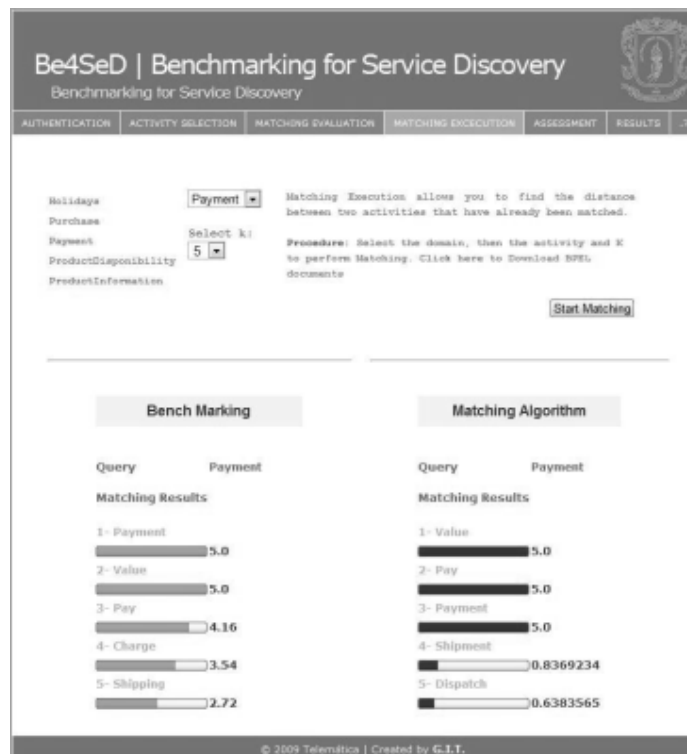 Be4SeD | Benchmarking for Service Discovery
Benchmarking for Service Discovery
AUTHENTICATION ACTIVITY SELECTION MATCHING EVALUATION MATCHING EXCECUTION ASSESSMENT RESULTS
Holidays
Purchase
Payment
ProductDisponibility
ProductInformation
Payment
Select k:
5
Matching Execution allows you to find the distance
between two activities that have already been matched.
Procedure: Select the domain, then the activity and K
to perform Matching. Click here to Download BPEL
documents
Start Matching
Bench Marking
Query Payment
Matching Results
1- Payment
5.0
2- Value
5.0
3- Pay
4.16
4- Charge
3.54
5- Shipping
2.72
Matching Algorithm
Query Payment
Matching Results
1- Value
5.0
2- Pay
5.0
3- Payment
5.0
4- Shipment
0.8369234
5- Dispatch
0.6383565
© 2009 Telemática | Created by G.I.T.